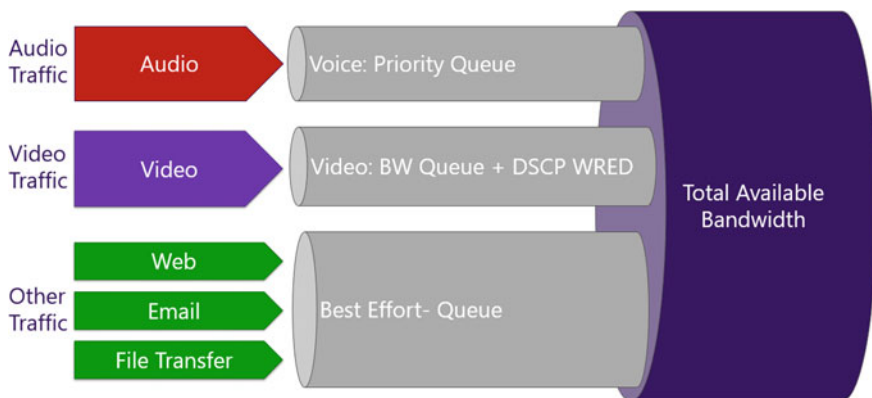 Audio
Traffic
Audio
Voice: Priority Queue
Video
Traffic
Video
Video: BW Queue + DSCP WRED
Total Available
Bandwidth
Other
Traffic
Web
Email
File Transfer
Best Effort- Queue